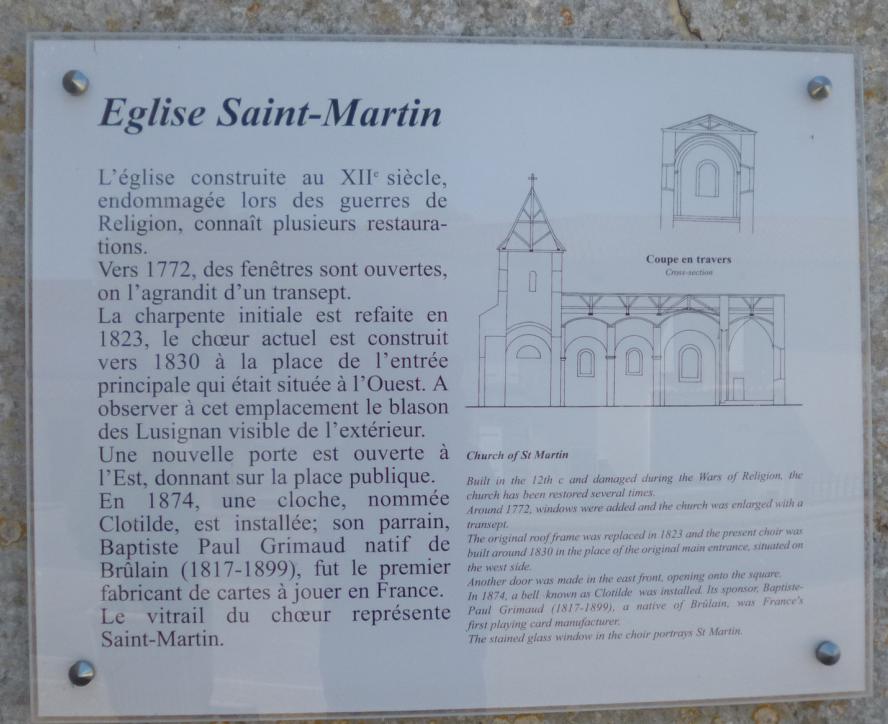 Eglise Saint-Martin
L'église construite au XIIe siècle,
endommagée lors des guerres de
Religion, connaît plusieurs restaura-
tions.
Vers 1772, des fenêtres sont ouvertes,
on l'agrandit d'un transept.
La charpente initiale est refaite en
1823, le chœur actuel est construit
vers 1830 à la place de l'entrée
principale qui était située à l'Ouest. A
observer à cet emplacement le blason
des Lusignan visible de l'extérieur.
Une nouvelle porte est ouverte à
l'Est, donnant sur la place publique.
En 1874, une cloche, nommée
Clotilde, est installée; son parrain,
Baptiste Paul Grimaud natif de
Brûlain (1817-1899), fut le premier
fabricant de cartes à jouer en France.
Le vitrail du chœur représente
Saint-Martin.
Coupe en travers
Cross-section
Church of St Martin
Built in the 12th c and damaged during the Wars of Religion, the
church has been restored several times.
Around 1772, windows were added and the church was enlarged with a
transept.
The original roof frame was replaced in 1823 and the present choir was
built around 1830 in the place of the original main entrance, situated on
the west side.
Another door was made in the east front, opening onto the square.
In 1874, a bell known as Clotilde was installed. Its sponsor, Baptiste-
Paul Grimaud (1817-1899), a native of Brûlain, was France's
first playing card manufacturer.
The stained glass window in the choir portrays St Martin.